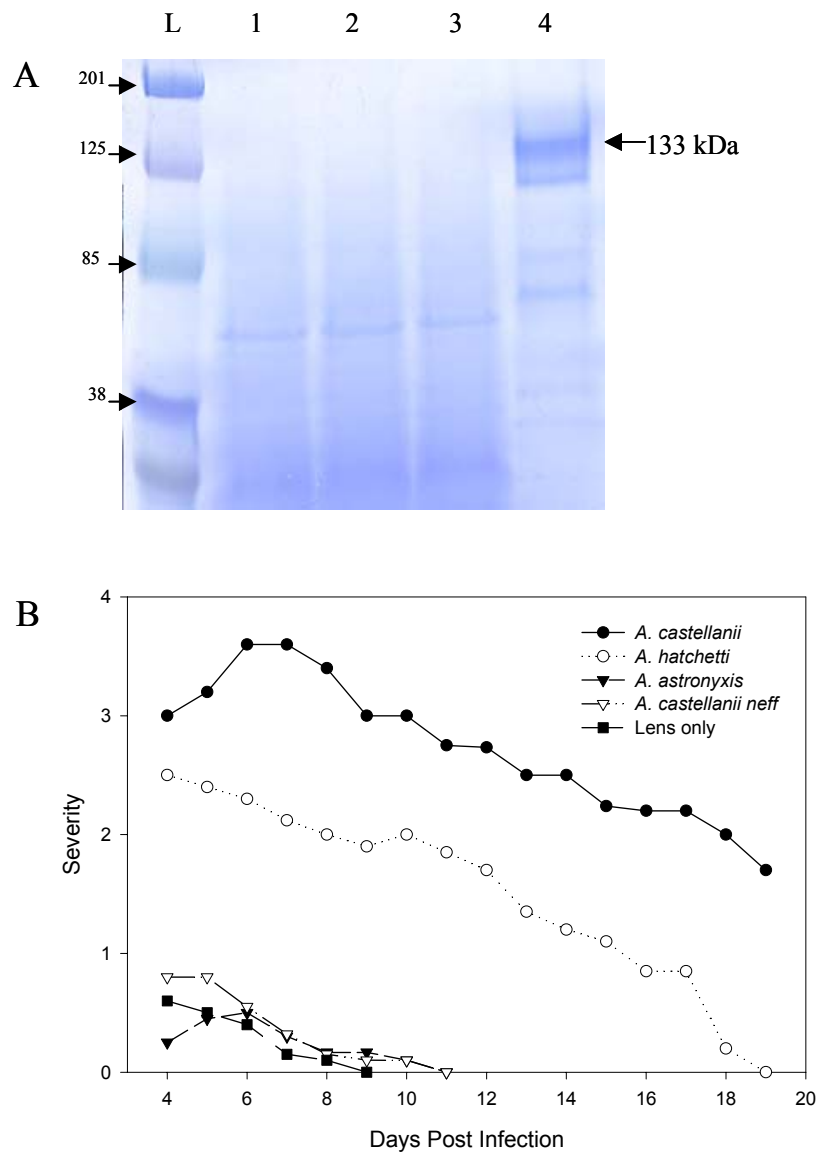 L 1 2 3 4
A
201
125
133 kDa
85
38
B
4
3
2
1
0
Severity
A. castellanii
A. hatchetti
A. astronyxis
A. castellanii neff
Lens only
4 6 8 10 12 14 16 18 20
Days Post Infection